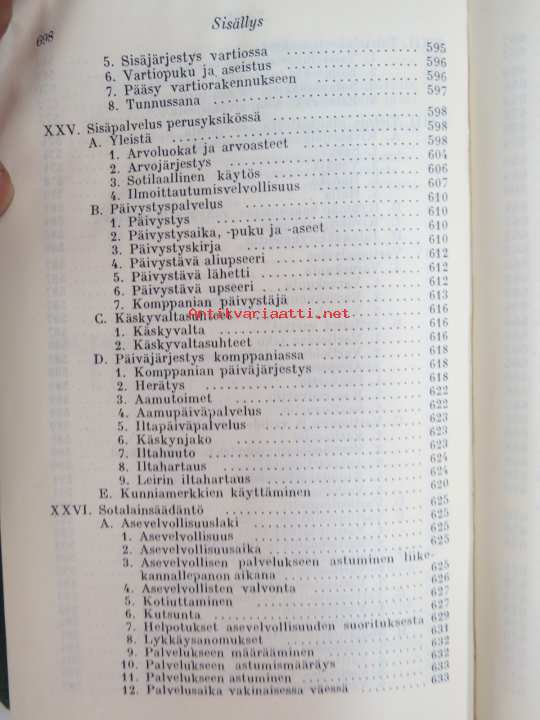 698
Sisällys
5. Sisäjärjestys vartiossa 595
6. Vartiopuku ja aseistus 596
7. Pääsy vartiorakennukseen 596
8. Tunnussana 597
XXV. Sisäpalvelus perusyksikössä 598
A. Yleistä 598
1. Arvoluokat ja arvoasteet 598
2. Arvojärjestys 604
3. Sotilaallinen käytös 606
4. Ilmoittautumisvelvollisuus 607
B. Päivystyspalvelus 610
1. Päivystys 610
2. Päivystysaika, -puku ja -aseet 610
3. Päivystyskirja 610
4. Päivystävä aliupseeri 612
5. Päivystävä lähetti 612
6. Päivystävä upseeri 612
7. Komppanian päivystäjä 613
C. Käskyvaltasuhteet 616
1. Käskyvalta 616
2. Käskyvaltasuhteet 616
D. Päiväjärjestys komppaniassa 618
1. Komppanian päiväjärjestys 618
2. Herätys 618
3. Aamutoimet 622
4. Aamupäiväpalvelus 622
5. Iltapäiväpalvelus 623
6. Käskynjako 623
7. Iltahuuto 623
8. Iltahartaus 624
9. Leirin iltahartaus 624
E. Kunniamerkkien käyttäminen 620
XXVI. Sotalainsäädäntö 625
A. Asevelvollisuuslaki 625
1. Asevelvollisuus 625
2. Asevelvollisuusaika
3. Asevelvollisen palvelukseen astuminen liike-
kannallepanon aikana 625
4. Asevelvollisten valvonta 626
5. Kotiuttaminen 627
6. Kutsunta 627
7. Helpotukset asevelvollisuuden suorituksesta 629
8. Lykkäysanomukset 631
9. Palvelukseen määrääminen 632
10. Palvelukseen astumismääräys 632
11. Palvelukseen astuminen 633
12. Palvelusaika vakinaisessa väessä 633
Antikvariaatti.net